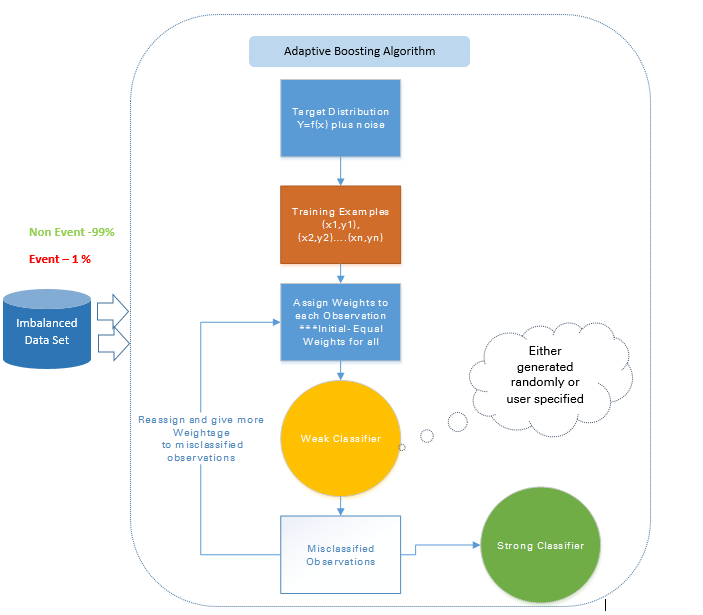 Adaptive Boosting Algorithm
Target Distribution
Y=f(x) plus noise
Training Examples
(x1,y1),
(x2,y2)....(xn,yn)
Non Event -99%
Event – 1 %
Imbalanced
Data Set
Assign Weights to
each Observation
***Initial- Equal
Weights for all
Either
generated
randomly or
user specified
Reassign and give more
Weightage
to misclassified
observations
Weak Classifier
Misclassified
Observations
Strong Classifier